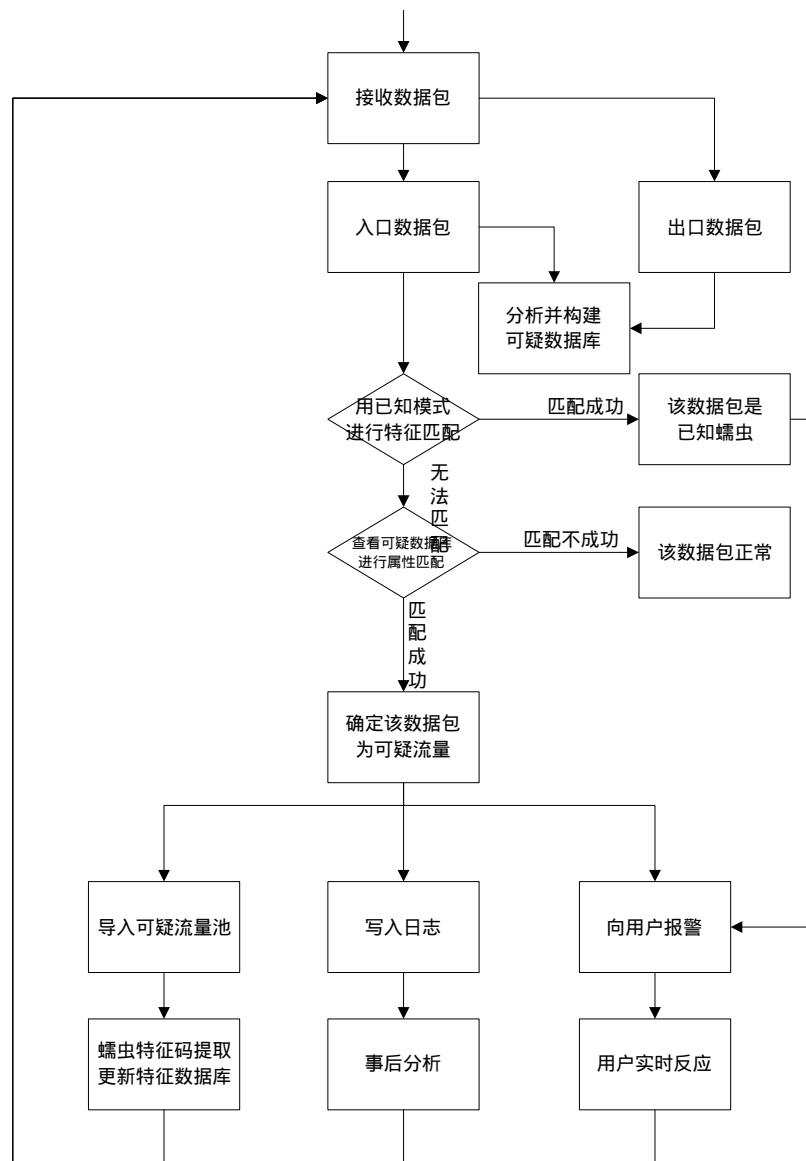 接收数据包
入口数据包
出口数据包
分析并构建
可疑数据库
用已知模式
进行特征匹配
匹配成功
该数据包是
已知蠕虫
无
法
匹
配
查看可疑数据库
进行属性匹配
匹配不成功
该数据包正常
匹
配
成
功
确定该数据包
为可疑流量
导入可疑流量池
写入日志
向用户报警
蠕虫特征码提取
更新特征数据库
事后分析
用户实时反应